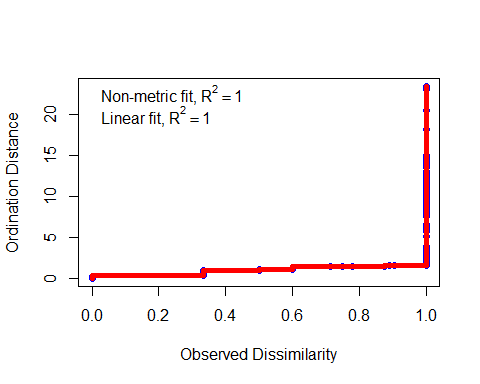 Non-metric fit, R² = 1
Linear fit, R² = 1
Ordination Distance
0 5 10 15 20
0.0 0.2 0.4 0.6 0.8 1.0
Observed Dissimilarity